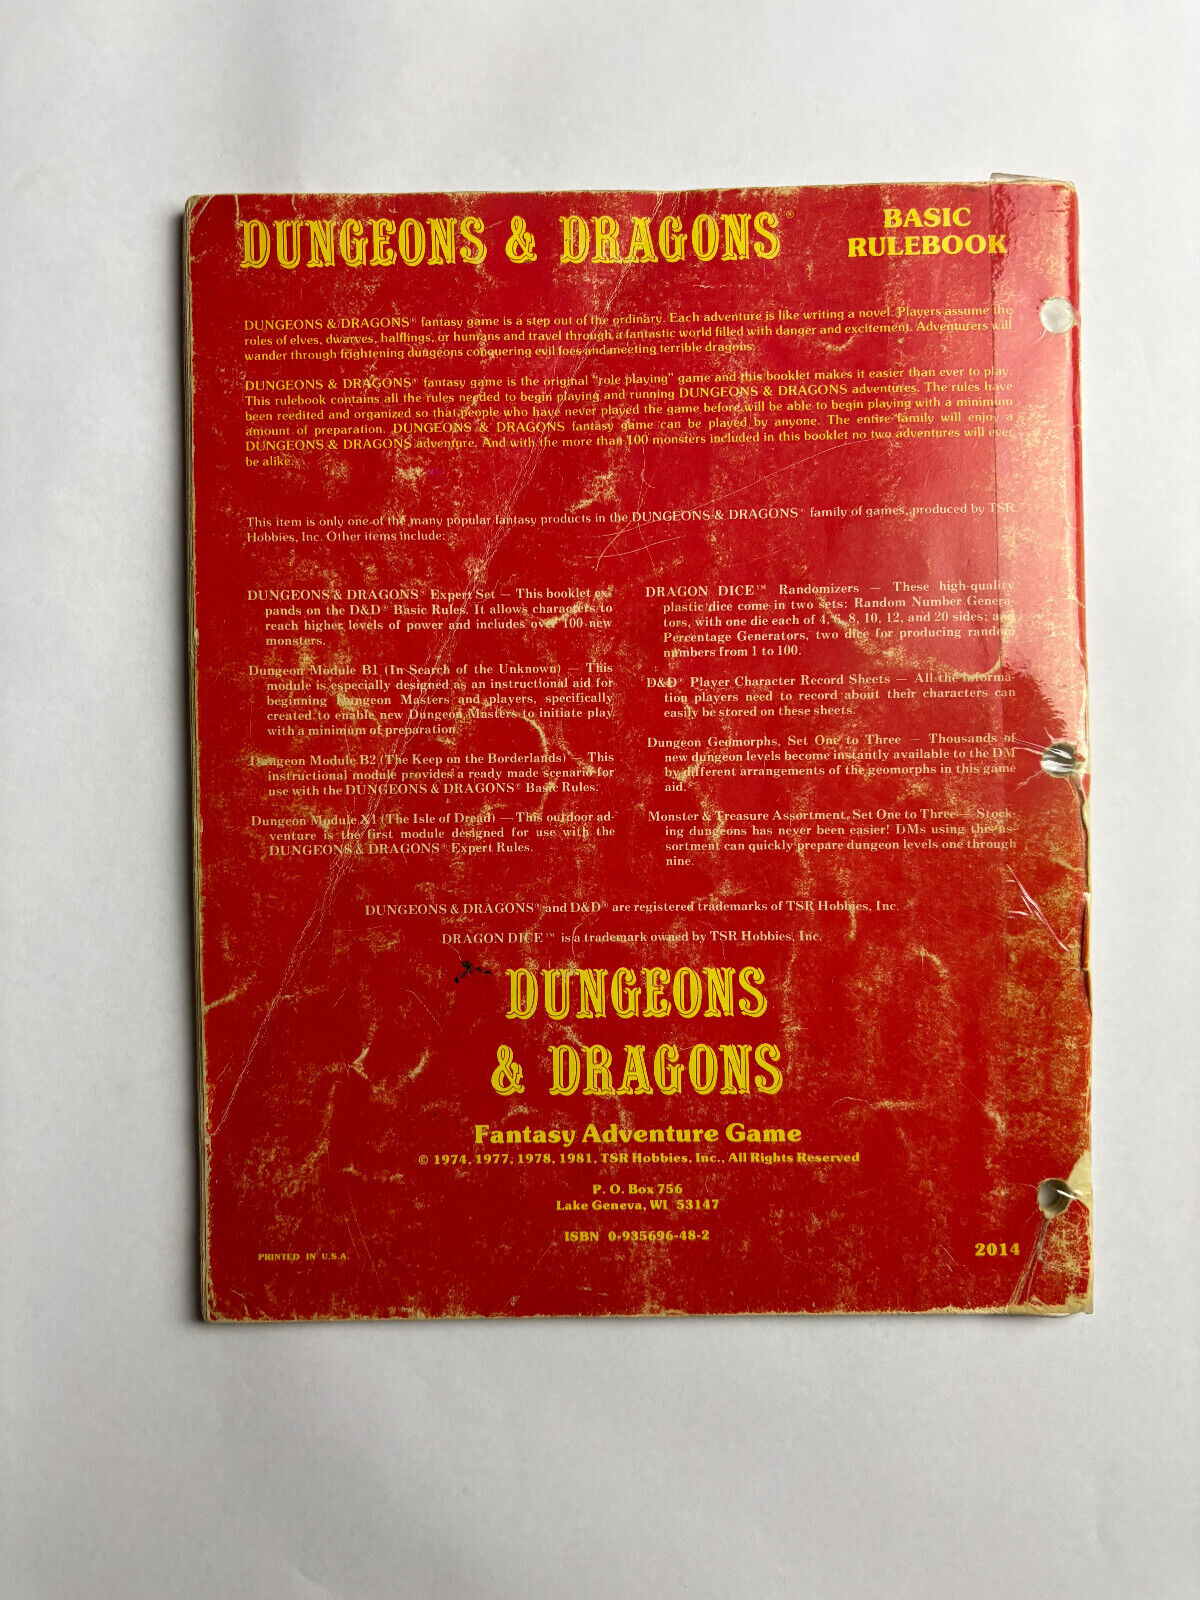 DUNGEONS & DRAGONS®
BASIC
RULEBOOK
DUNGEONS & DRAGONS® fantasy game is a step out of the ordinary. Each adventure is like writing a novel. Players assume the
roles of elves, dwarves, halflings, or humans and travel through a fantastic world filled with danger and excitement. Adventurers will
wander through frightening dungeons conquering evil foes and meeting terrible dragons.
DUNGEONS & DRAGONS® fantasy game is the original "role playing" game and this booklet makes it easier than ever to play.
This rulebook contains all the rules needed to begin playing and running DUNGEONS & DRAGONS adventures. The rules have
been reedited and organized so that people who have never played the game before will be able to begin playing with a minimum
amount of preparation. DUNGEONS & DRAGONS fantasy game can be played by anyone. The entire family will enjoy a
DUNGEONS & DRAGONS adventure. And with the more than 100 monsters included in this booklet no two adventures will ever
be alike.
This item is only one of the many popular fantasy products in the DUNGEONS & DRAGONS® family of games, produced by TSR
Hobbies, Inc. Other items include:
DUNGEONS & DRAGONS® Expert Set — This booklet ex-
pands on the D&D® Basic Rules. It allows characters to
reach higher levels of power and includes over 100 new
monsters.
Dungeon Module B1 (In Search of the Unknown) — This
module is especially designed as an instructional aid for
beginning Dungeon Masters and players, specifically
created to enable new Dungeon Masters to initiate play
with a minimum of preparation.
Dungeon Module B2 (The Keep on the Borderlands) — This
instructional module provides a ready made scenario for
use with the DUNGEONS & DRAGONS® Basic Rules.
Dungeon Module X1 (The Isle of Dread) — This outdoor ad-
venture is the first module designed for use with the
DUNGEONS & DRAGONS® Expert Rules.
DRAGON DICE™ Randomizers — These high-quality
plastic dice come in two sets: Random Number Genera-
tors, with one die each of 4, 6, 8, 10, 12, and 20 sides; and
Percentage Generators, two dice for producing random
numbers from 1 to 100.
D&D® Player Character Record Sheets — All the informa-
tion players need to record about their characters can
easily be stored on these sheets.
Dungeon Geomorphs, Set One to Three — Thousands of
new dungeon levels become instantly available to the DM
by different arrangements of the geomorphs in this game
aid.
Monster & Treasure Assortment, Set One to Three — Stock-
ing dungeons has never been easier! DMs using this as-
sortment can quickly prepare dungeon levels one through
nine.
DUNGEONS & DRAGONS® and D&D® are registered trademarks of TSR Hobbies, Inc.
DRAGON DICE™ is a trademark owned by TSR Hobbies, Inc.
DUNGEONS
& DRAGONS
Fantasy Adventure Game
© 1974, 1977, 1978, 1981, TSR Hobbies, Inc., All Rights Reserved
P. O. Box 756
Lake Geneva, WI 53147
ISBN 0-935696-48-2
PRINTED IN U.S.A.
2014